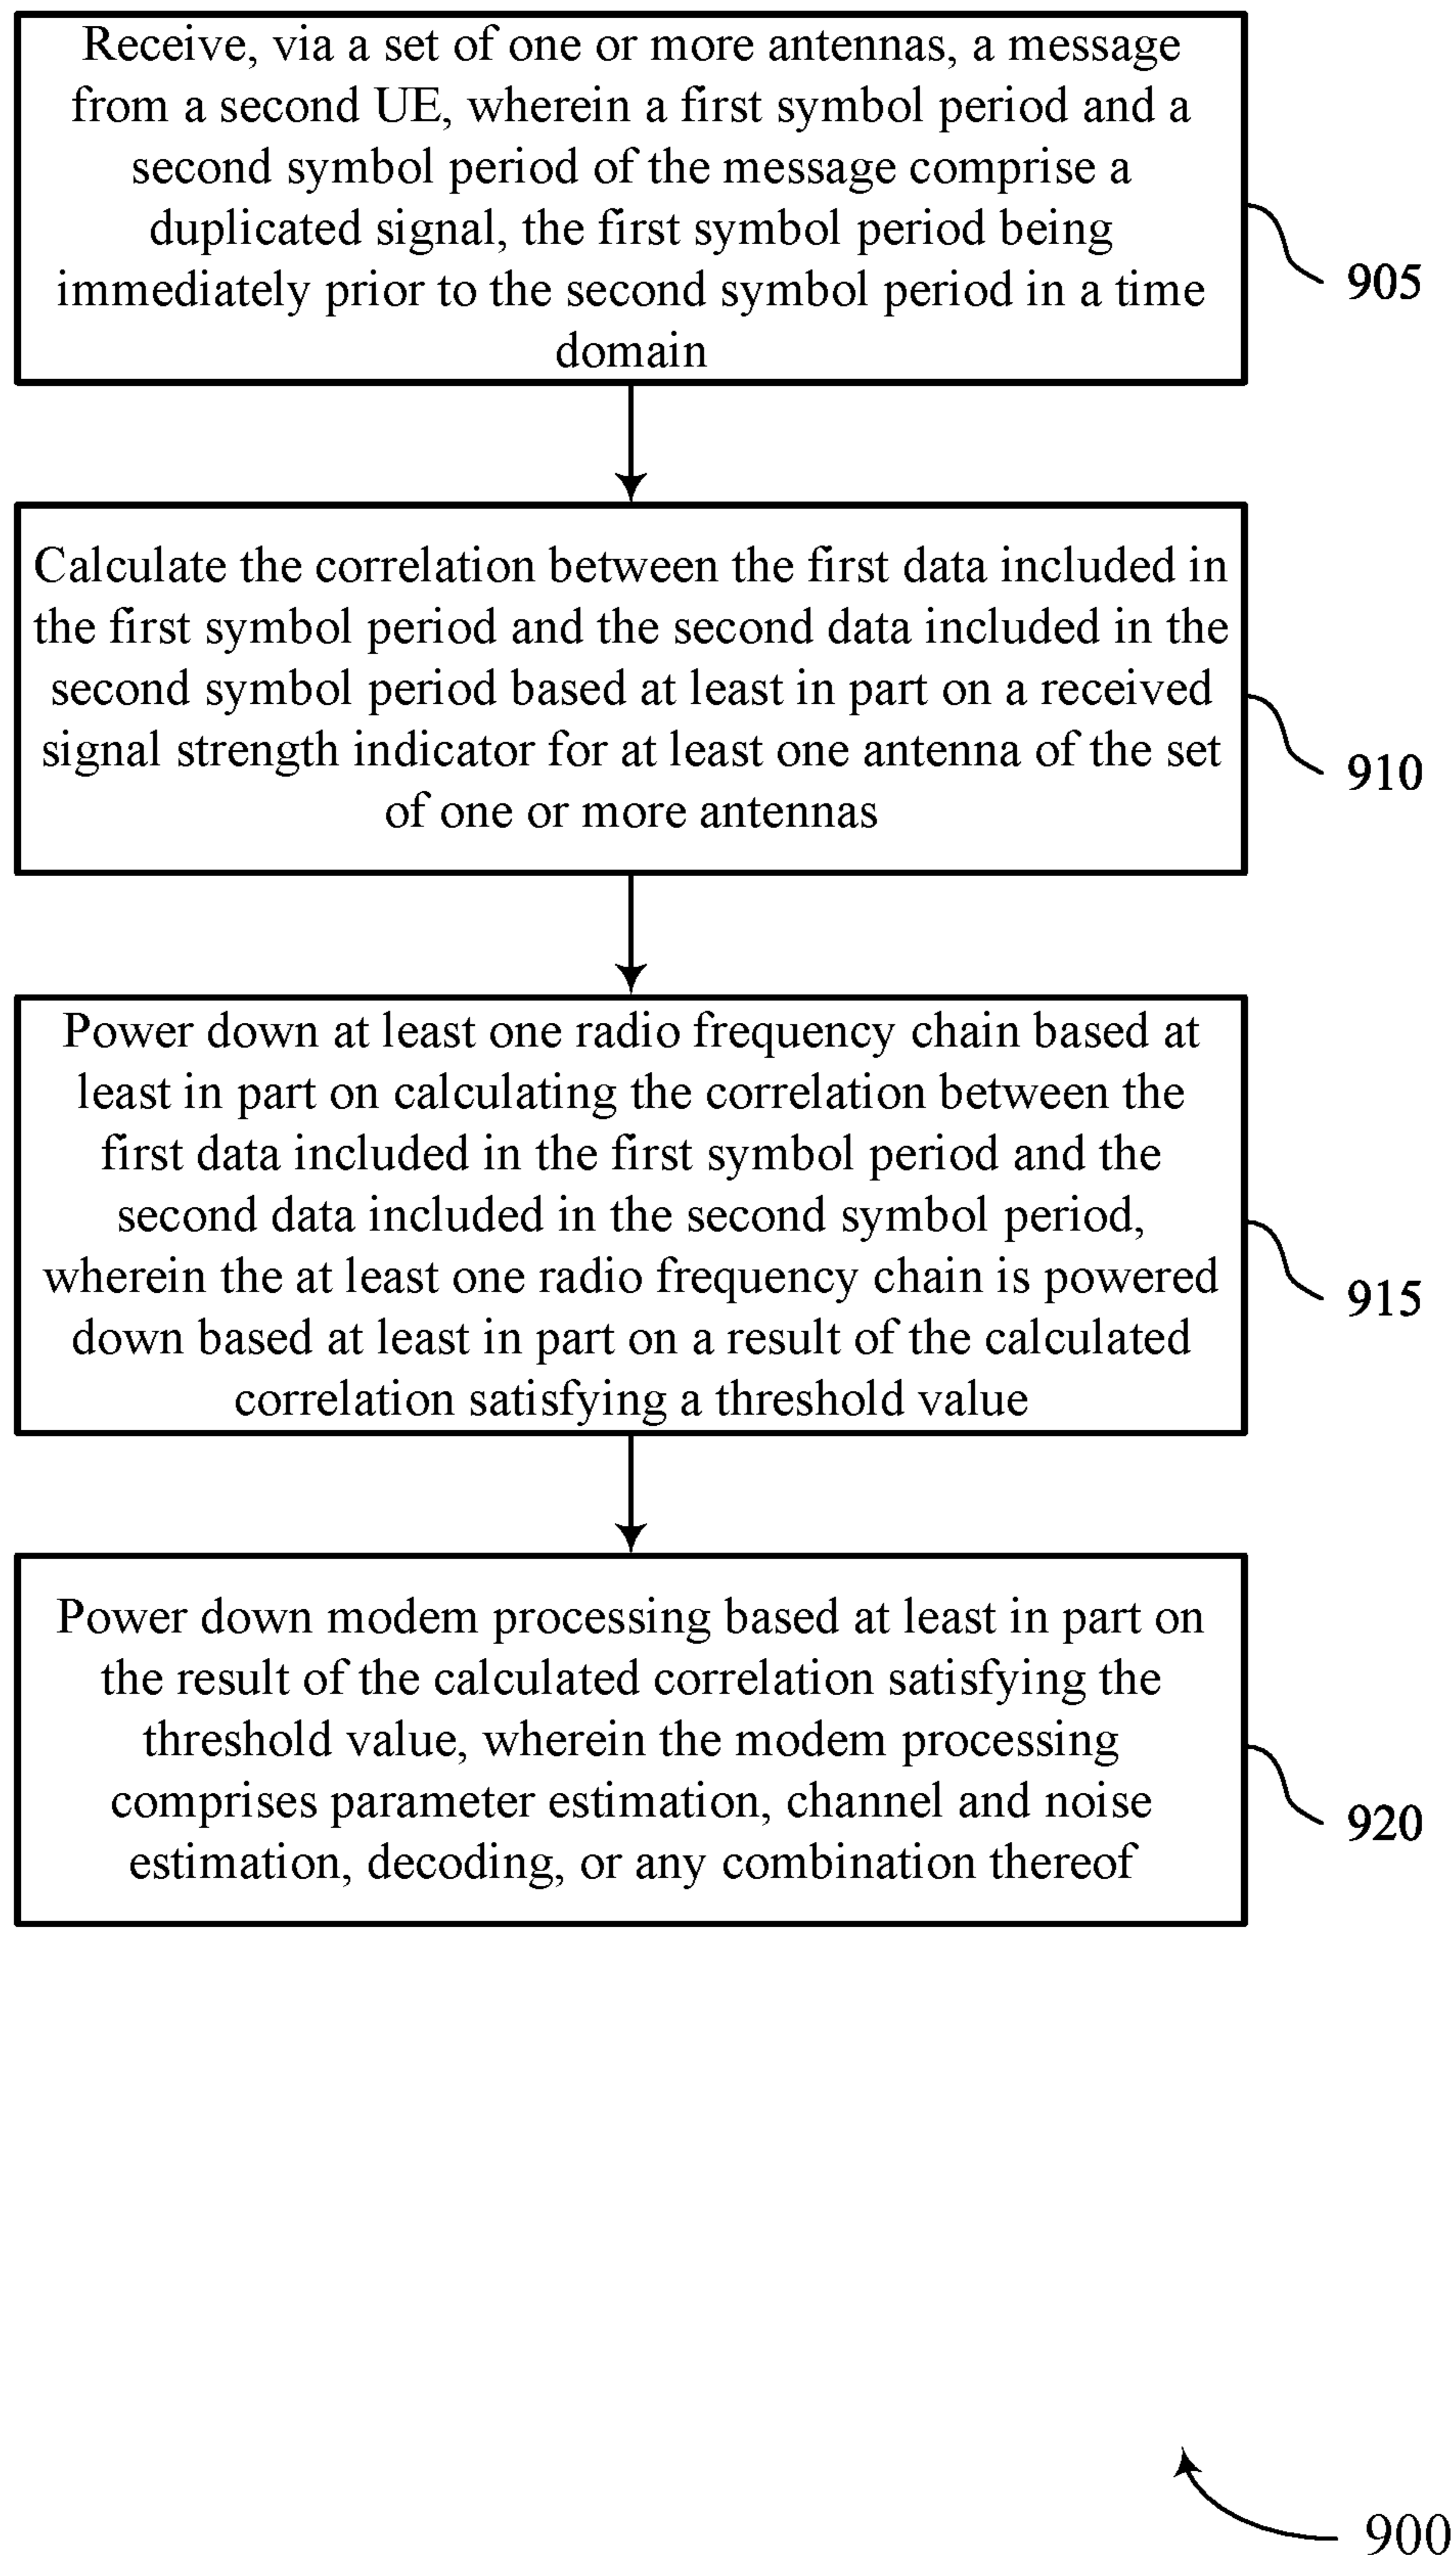 Receive, via a set of one or more antennas, a message
from a second UE, wherein a first symbol period and a
second symbol period of the message comprise a
duplicated signal, the first symbol period being
immediately prior to the second symbol period in a time
domain
905
Calculate the correlation between the first data included in
the first symbol period and the second data included in the
second symbol period based at least in part on a received
signal strength indicator for at least one antenna of the set
of one or more antennas
910
Power down at least one radio frequency chain based at
least in part on calculating the correlation between the
first data included in the first symbol period and the
second data included in the second symbol period,
wherein the at least one radio frequency chain is powered
down based at least in part on a result of the calculated
correlation satisfying a threshold value
915
Power down modem processing based at least in part on
the result of the calculated correlation satisfying the
threshold value, wherein the modem processing
comprises parameter estimation, channel and noise
estimation, decoding, or any combination thereof
920
900